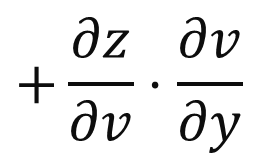 + ∂z/∂v · ∂v/∂y